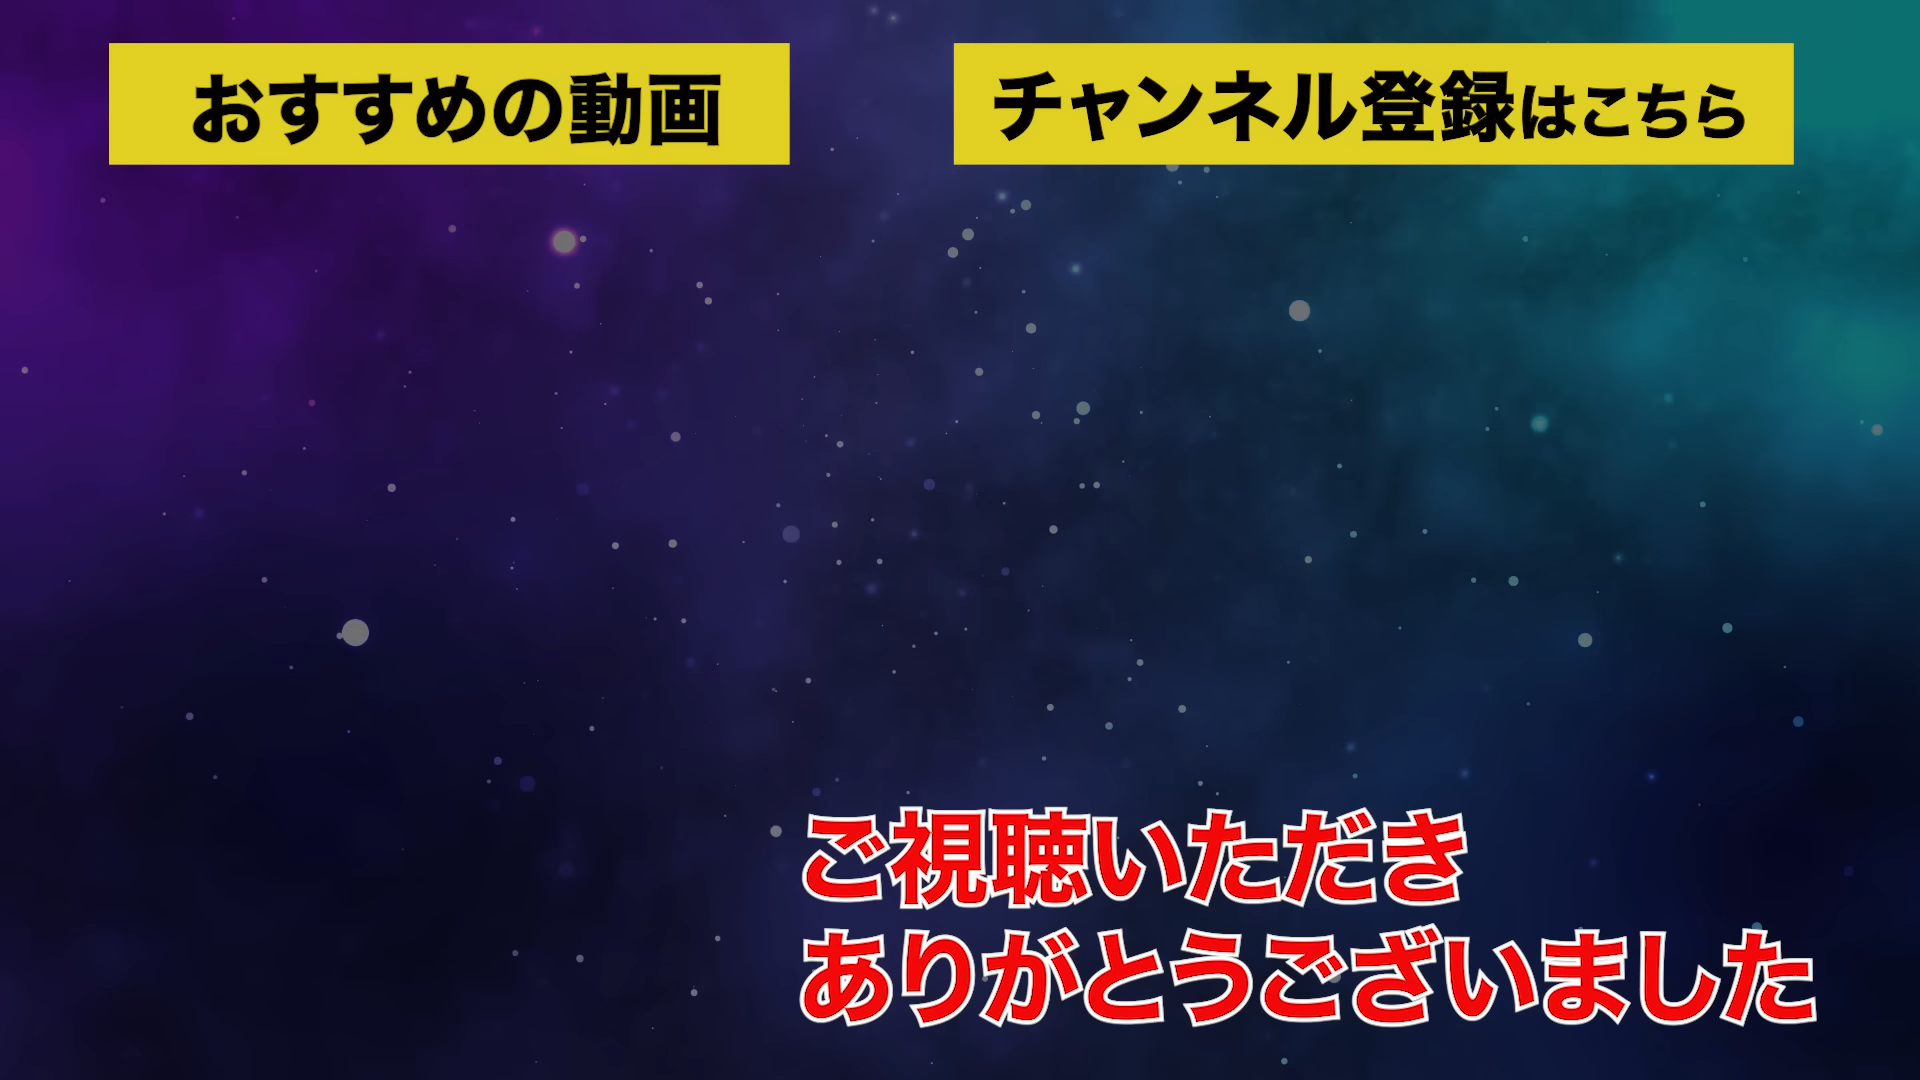 おすすめの動画
チャンネル登録はこちら
ご視聴いただき
ありがとうございました